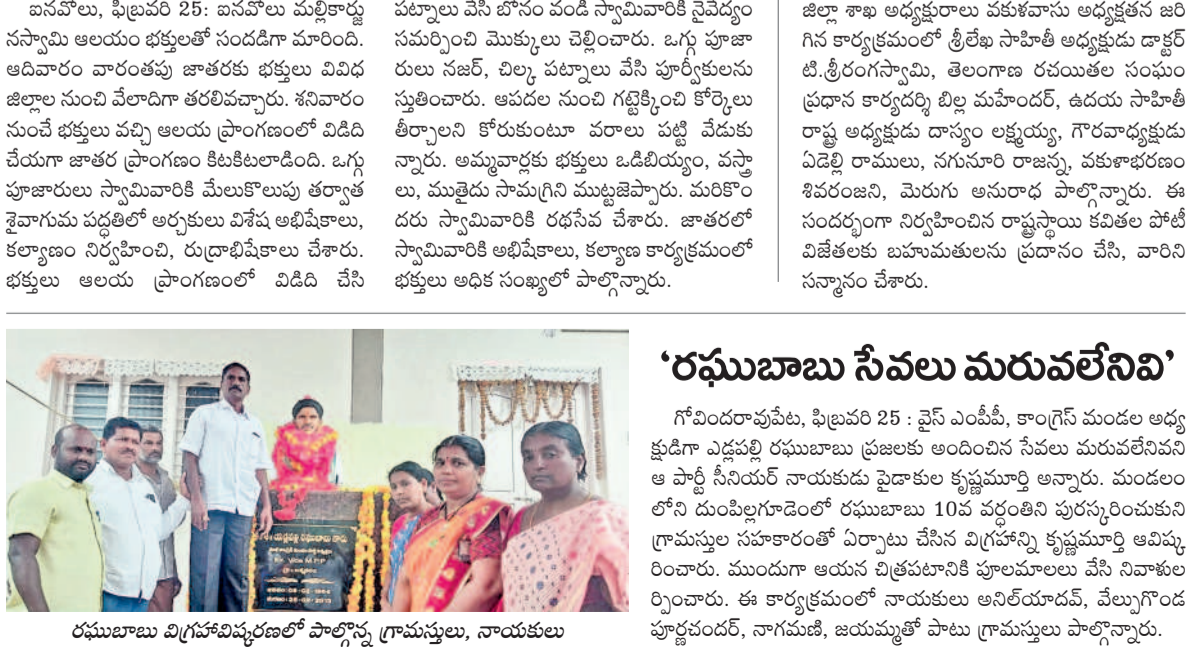 ఐనవోలు, ఫిబ్రవరి 25: ఐనవోలు మల్లికార్జు
నస్వామి ఆలయం భక్తులతో సందడిగా మారింది.
ఆదివారం వారంతపు జాతరకు భక్తులు వివిధ
జిల్లాల నుంచి వేలాదిగా తరలివచ్చారు. శనివారం
నుంచే భక్తులు వచ్చి ఆలయ ప్రాంగణంలో విడిది
చేయగా జాతర ప్రాంగణం కిటకిటలాడింది. ఒగ్గు
పూజారులు స్వామివారికి మేలుకొలుపు తర్వాత
శైవాగుమ పద్ధతిలో అర్చకులు విశేష అభిషేకాలు,
కల్యాణం నిర్వహించి, రుద్రాభిషేకాలు చేశారు.
భక్తులు ఆలయ ప్రాంగణంలో విడిది చేసి
పట్నాలు వేసి బోనం వండి స్వామివారికి నైవేద్యం
సమర్పించి మొక్కులు చెల్లించారు. ఒగ్గు పూజా
రులు నజర్, చిల్క పట్నాలు వేసి పూర్వీకులను
స్తుతించారు. ఆపదల నుంచి గట్టెక్కించి కోర్కెలు
తీర్చాలని కోరుకుంటూ వరాలు పట్టి వేడుకు
న్నారు. అమ్మవార్లకు భక్తులు ఒడిబియ్యం, వస్త్రా
లు, ముత్తైదు సామగ్రిని ముట్టజెప్పారు. మరికొం
దరు స్వామివారికి రథసేవ చేశారు. జాతరలో
స్వామివారికి అభిషేకాలు, కల్యాణ కార్యక్రమంలో
భక్తులు అధిక సంఖ్యలో పాల్గొన్నారు.
జిల్లా శాఖ అధ్యక్షురాలు వకుళవాసు అధ్యక్షతన జరి
గిన కార్యక్రమంలో శ్రీలేఖ సాహితీ అధ్యక్షుడు డాక్టర్
టి.శ్రీరంగస్వామి, తెలంగాణ రచయితల సంఘం
ప్రధాన కార్యదర్శి బిల్ల మహేందర్, ఉదయ సాహితీ
రాష్ట్ర అధ్యక్షుడు దాస్యం లక్ష్మయ్య, గౌరవాధ్యక్షుడు
ఏడెల్లి రాములు, నగునూరి రాజన్న, వకుళాభరణం
శివరంజని, మెరుగు అనురాధ పాల్గొన్నారు. ఈ
సందర్భంగా నిర్వహించిన రాష్ట్రస్థాయి కవితల పోటీ
విజేతలకు బహుమతులను ప్రదానం చేసి, వారిని
సన్మానం చేశారు.
రఘుబాబు విగ్రహావిష్కరణలో పాల్గొన్న గ్రామస్తులు, నాయకులు
‘రఘుబాబు సేవలు మరువలేనివి’
గోవిందరావుపేట, ఫిబ్రవరి 25 : వైస్ ఎంపీపీ, కాంగ్రెస్ మండల అధ్య
క్షుడిగా ఎడ్లపల్లి రఘుబాబు ప్రజలకు అందించిన సేవలు మరువలేనివని
ఆ పార్టీ సీనియర్ నాయకుడు పైడాకుల కృష్ణమూర్తి అన్నారు. మండలం
లోని దుంపిల్లగూడెంలో రఘుబాబు 10వ వర్ధంతిని పురస్కరించుకుని
గ్రామస్తుల సహకారంతో ఏర్పాటు చేసిన విగ్రహాన్ని కృష్ణమూర్తి ఆవిష్క
రించారు. ముందుగా ఆయన చిత్రపటానికి పూలమాలలు వేసి నివాళుల
ర్పించారు. ఈ కార్యక్రమంలో నాయకులు అనిల్‌యాదవ్, వేల్పుగొండ
పూర్ణచందర్, నాగమణి, జయమ్మతో పాటు గ్రామస్తులు పాల్గొన్నారు.